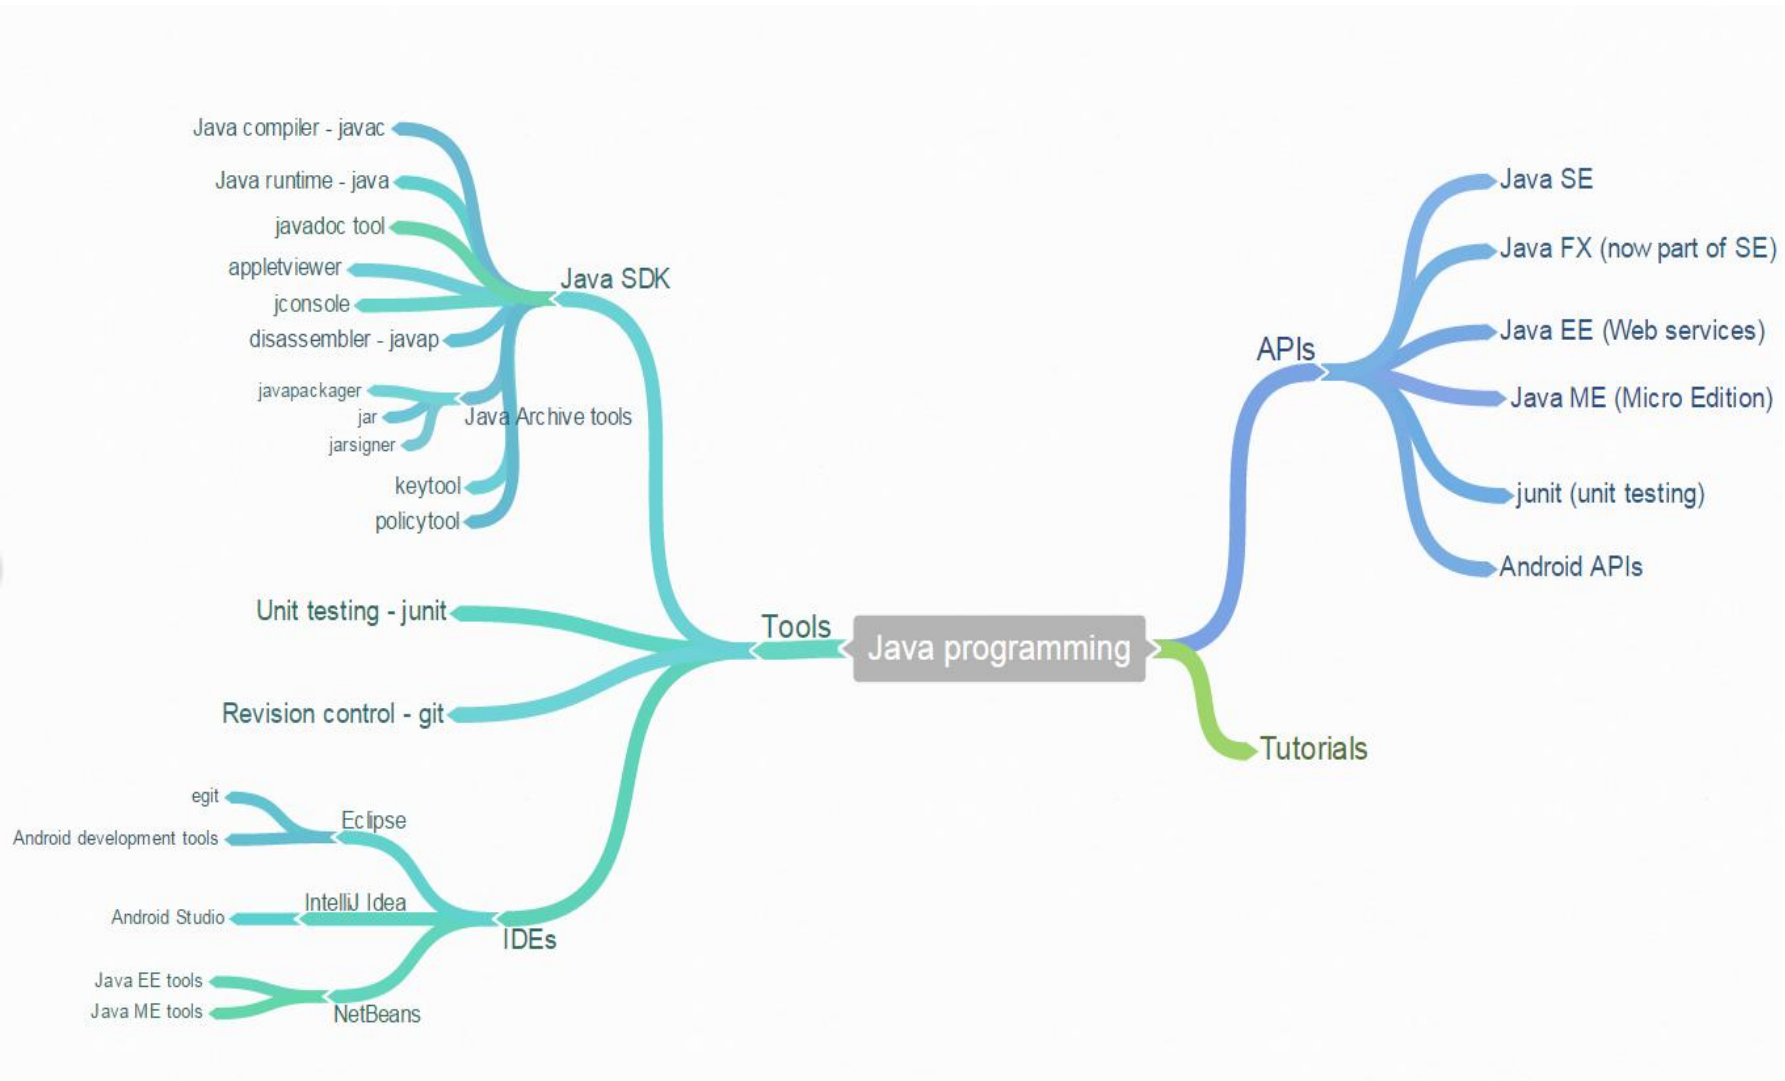 Java compiler - javac
Java runtime - java
javadoc tool
appletviewer
jconsole
disassembler - javap
Java SDK
javapackager
jar
jarsigner
Java Archive tools
keytool
policytool
Unit testing - junit
Revision control - git
Tools
egit
Android development tools
Eclipse
Android Studio
IntelliJ Idea
Java EE tools
Java ME tools
NetBeans
IDEs
Java programming
APIs
Java SE
Java FX (now part of SE)
Java EE (Web services)
Java ME (Micro Edition)
junit (unit testing)
Android APIs
Tutorials